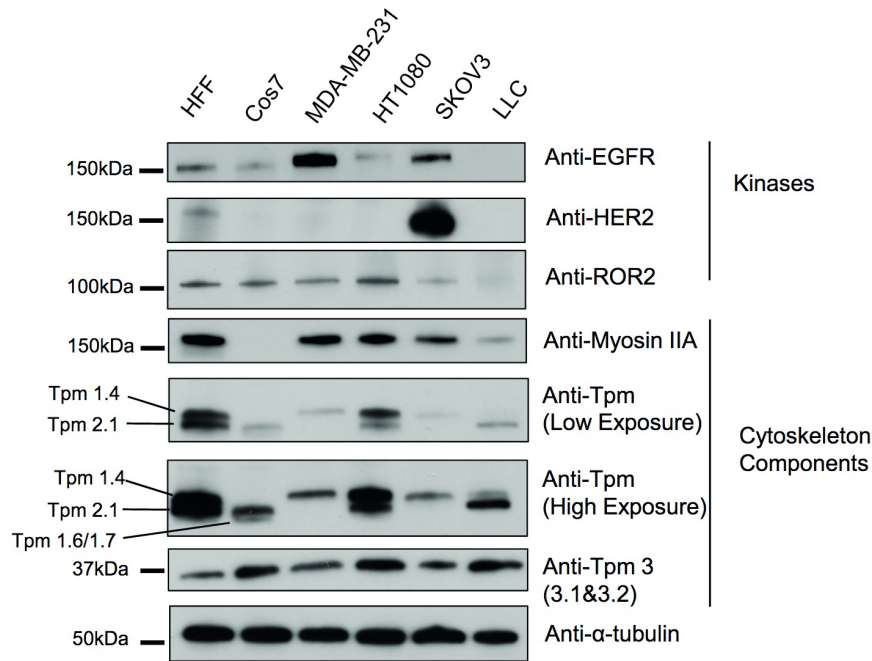 HFF
Cos7
MDA-MB-231
HT1080
SKOV3
LLC
150kDa
Anti-EGFR
Kinases
150kDa
Anti-HER2
100kDa
Anti-ROR2
150kDa
Anti-Myosin IIA
Tpm 1.4
Tpm 2.1
Anti-Tpm
(Low Exposure)
Cytoskeleton
Components
Tpm 1.4
Tpm 2.1
Tpm 1.6/1.7
Anti-Tpm
(High Exposure)
37kDa
Anti-Tpm 3
(3.1&3.2)
50kDa
Anti-α-tubulin